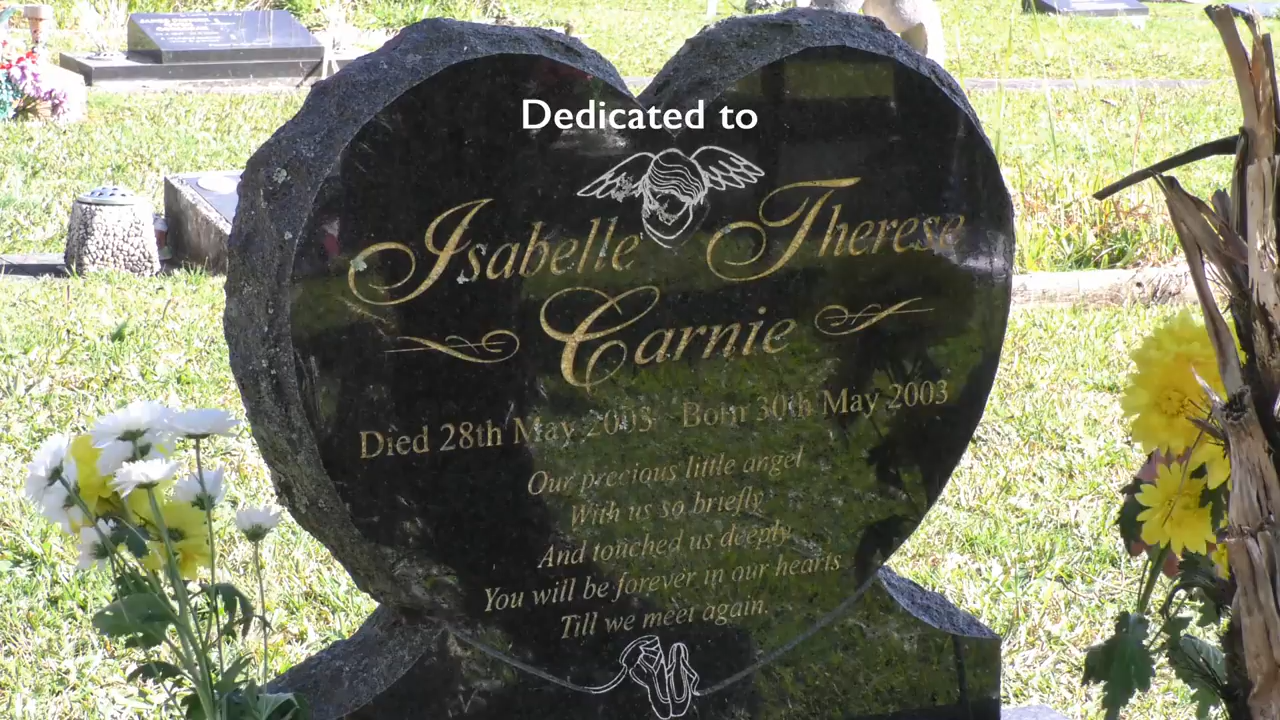 Dedicated to
Isabelle Therese
Carnie
Died 28th May 2003 Born 30th May 2003
Our precious little angel
With us so briefly
And touched us deeply
You will be forever in our hearts
Till we meet again.